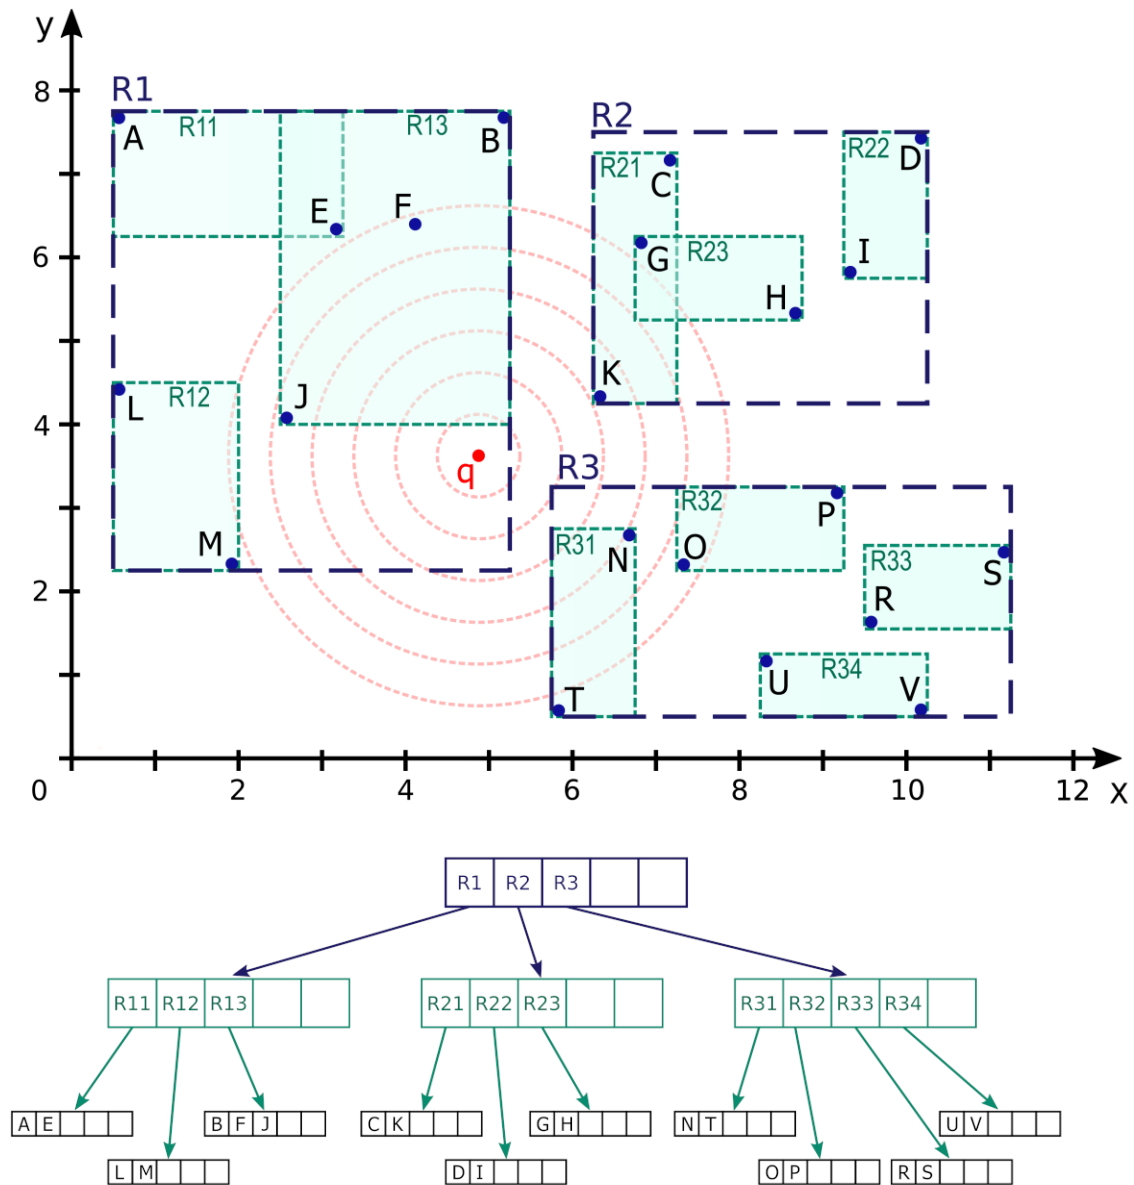 y
8
R1
R11
R13
A
B
R2
R21
C
R22
D
E
F
6
G
R23
I
H
K
R12
L
J
4
q
R3
R32
P
M
R31
N
O
R33
S
2
R
U
R34
V
T
0 2 4 6 8 10 12 x
R1 R2 R3
R11 R12 R13
R21 R22 R23
R31 R32 R33 R34
A E
B F J
C K
G H
N T
U V
L M
D I
O P
R S